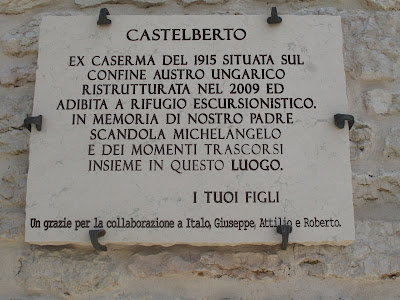 CASTELBERTO
EX CASERMA DEL 1915 SITUATA SUL
CONFINE AUSTRO UNGARICO
RISTRUTTURATA NEL 2009 ED
ADIBITA A RIFUGIO ESCURSIONISTICO.
IN MEMORIA DI NOSTRO PADRE
SCANDOLA MICHELANGELO
E DEI MOMENTI TRASCORSI
INSIEME IN QUESTO LUOGO.
I TUOI FIGLI
Un grazie per la collaborazione a Italo, Giuseppe, Attilio e Roberto.